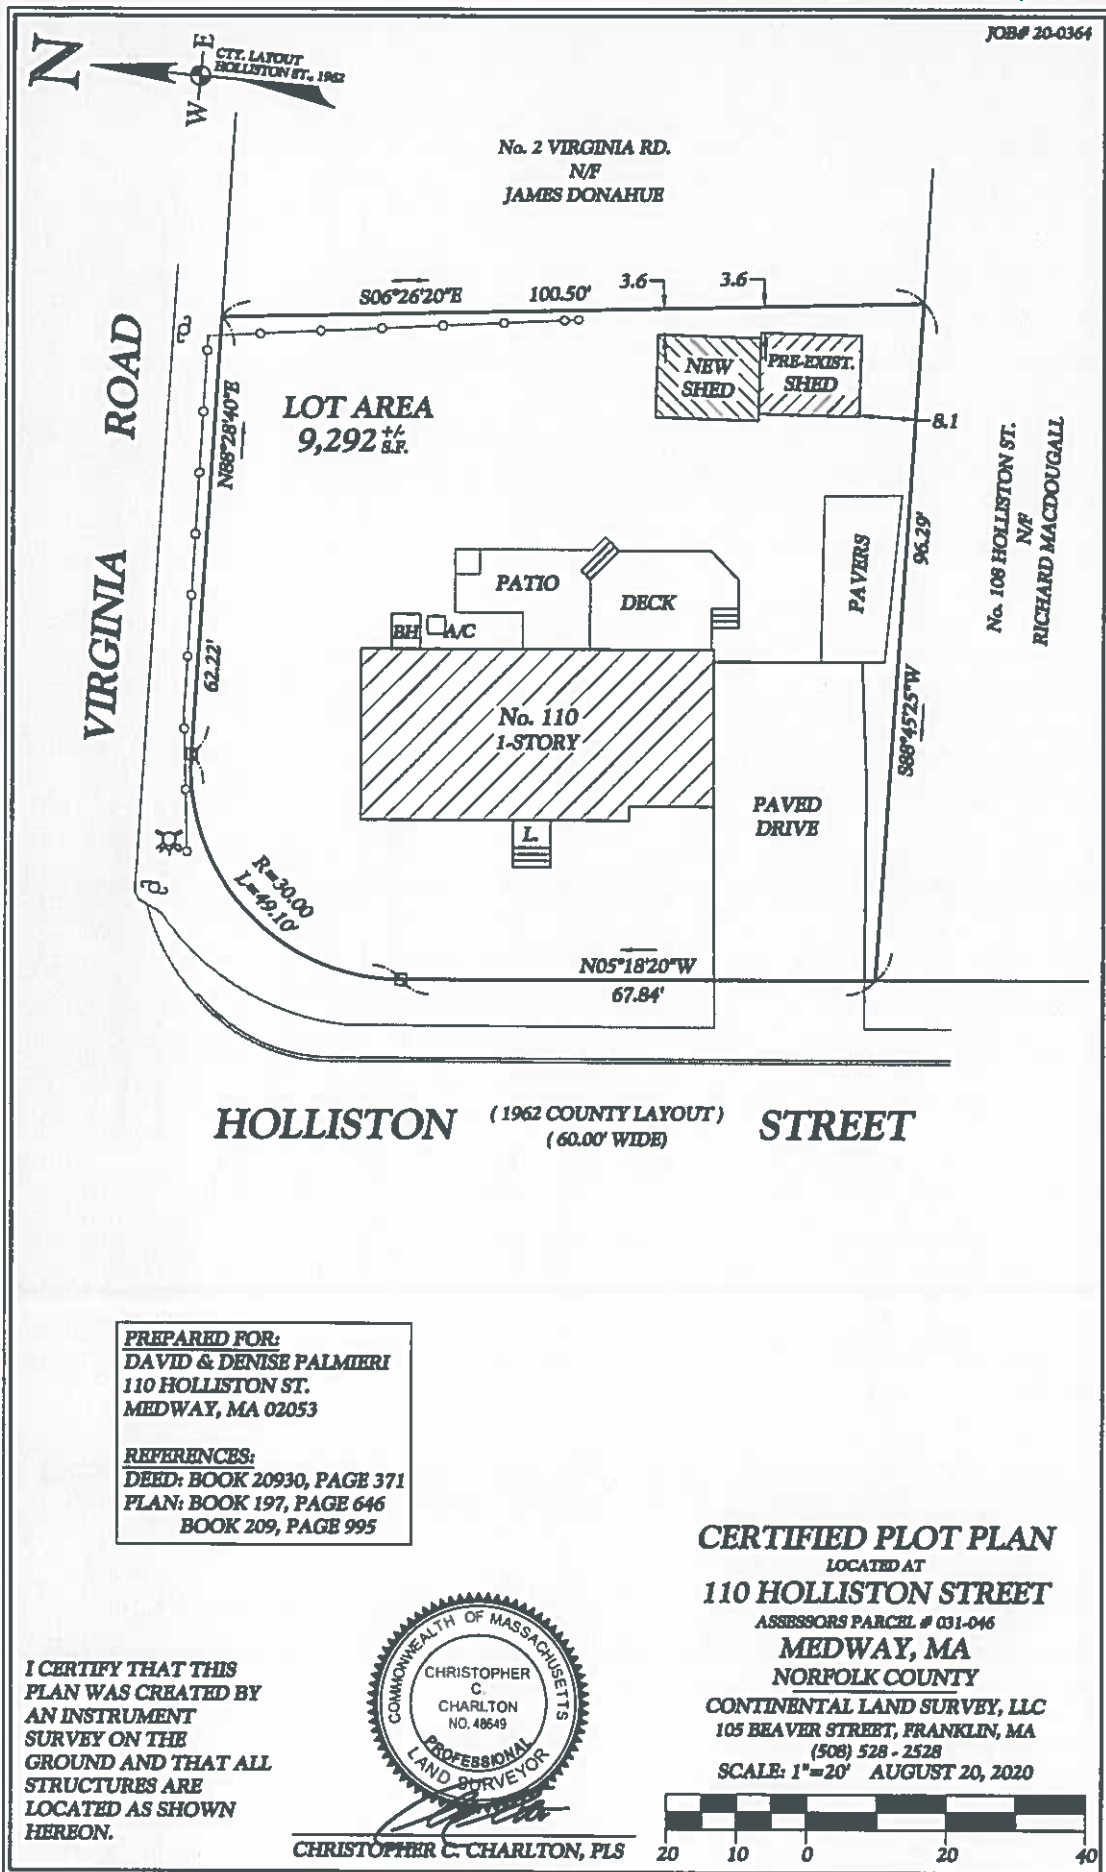 JOB# 20-0364
N
E
W
CTY. LAYOUT
HOLLISTON ST., 1962
No. 2 VIRGINIA RD.
N/F
JAMES DONAHUE
S06°26'20"E 100.50'
3.6
3.6
NEW
SHED
PRE-EXIST.
SHED
8.1
LOT AREA
9,292 +/-
S.F.
VIRGINIA ROAD
N88°28'40"E
62.22'
No. 108 HOLLISTON ST.
N/F
RICHARD MACDOUGALL
96.29'
S88°45'25"W
PATIO
DECK
PAVERS
BH
A/C
No. 110
1-STORY
L.
PAVED
DRIVE
R=30.00
L=49.10'
N05°18'20"W
67.84'
HOLLISTON STREET
( 1962 COUNTY LAYOUT )
( 60.00' WIDE)
PREPARED FOR:
DAVID & DENISE PALMIERI
110 HOLLISTON ST.
MEDWAY, MA 02053
REFERENCES:
DEED: BOOK 20930, PAGE 371
PLAN: BOOK 197, PAGE 646
BOOK 209, PAGE 995
I CERTIFY THAT THIS
PLAN WAS CREATED BY
AN INSTRUMENT
SURVEY ON THE
GROUND AND THAT ALL
STRUCTURES ARE
LOCATED AS SHOWN
HEREON.
COMMONWEALTH OF MASSACHUSETTS
CHRISTOPHER
C.
CHARLTON
NO. 48649
PROFESSIONAL
LAND SURVEYOR
CHRISTOPHER C. CHARLTON, PLS
CERTIFIED PLOT PLAN
LOCATED AT
110 HOLLISTON STREET
ASSESSORS PARCEL # 031-046
MEDWAY, MA
NORFOLK COUNTY
CONTINENTAL LAND SURVEY, LLC
105 BEAVER STREET, FRANKLIN, MA
(508) 528 - 2528
SCALE: 1"=20' AUGUST 20, 2020
20 10 0 20 40